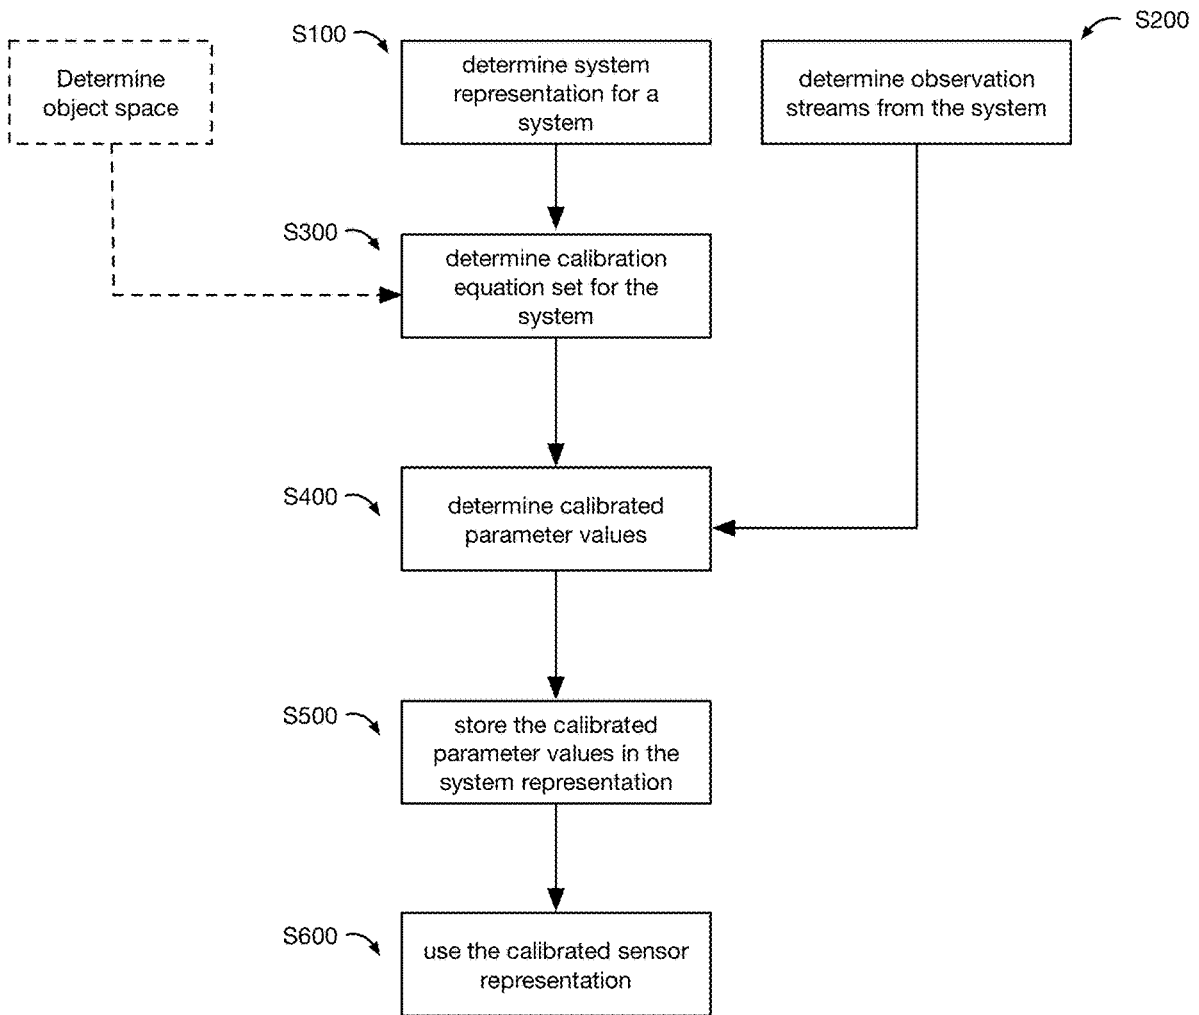 S100
S200
Determine
object space
determine system
representation for a
system
determine observation
streams from the system
S300
determine calibration
equation set for the
system
S400
determine calibrated
parameter values
S500
store the calibrated
parameter values in the
system representation
S600
use the calibrated sensor
representation